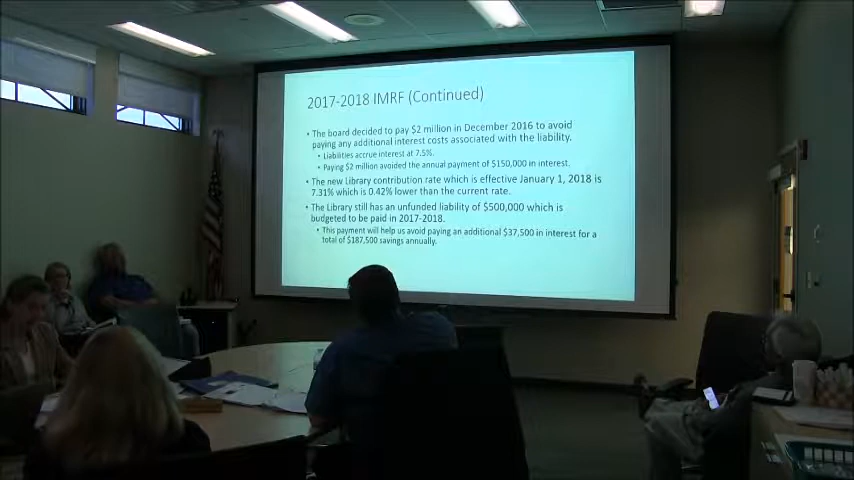 2017-2018 IMRF (Continued)
• The board decided to pay $2 million in December 2016 to avoid
paying any additional interest costs associated with the liability.
• Liabilities accrue interest at 7.5%.
• Paying $2 million avoided the annual payment of $150,000 in interest.
• The new Library contribution rate which is effective January 1, 2018 is
7.31% which is 0.42% lower than the current rate.
• The Library still has an unfunded liability of $500,000 which is
budgeted to be paid in 2017-2018.
• This payment will help us avoid paying an additional $37,500 in interest for a
total of $187,500 savings annually.